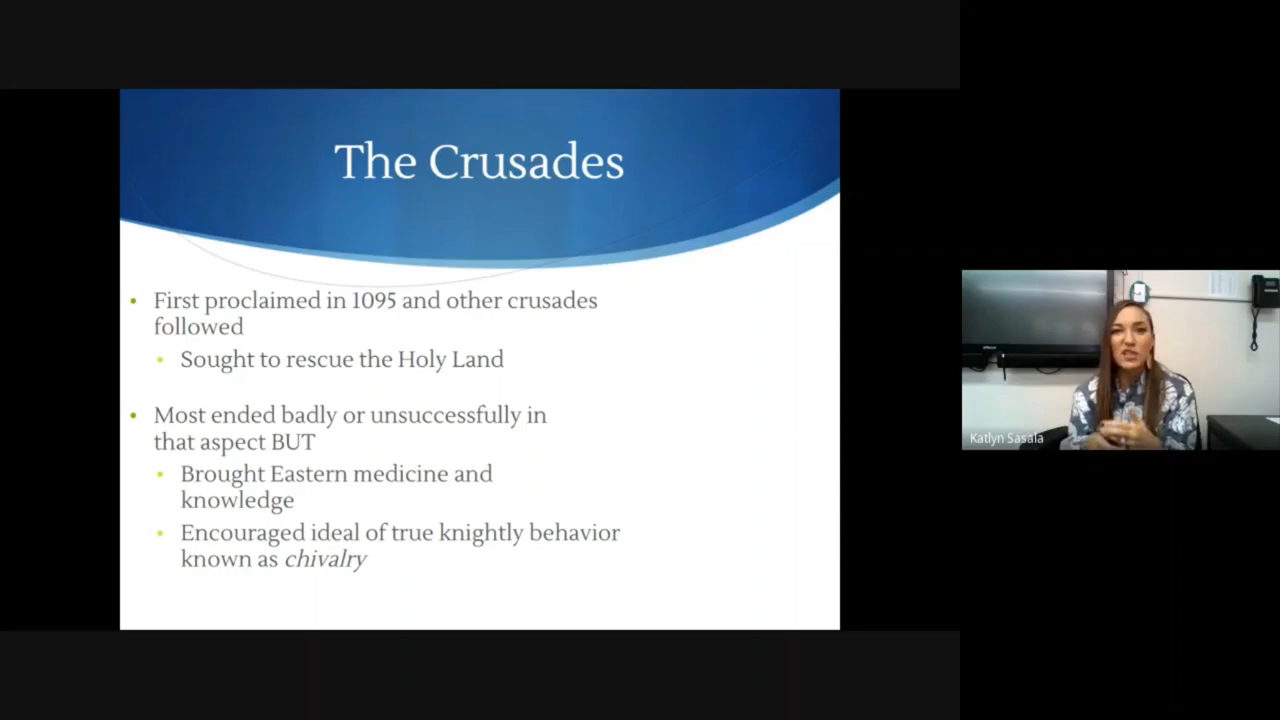 The Crusades
• First proclaimed in 1095 and other crusades
followed
• Sought to rescue the Holy Land
• Most ended badly or unsuccessfully in
that aspect BUT
• Brought Eastern medicine and
knowledge
• Encouraged ideal of true knightly behavior
known as chivalry
Katlyn Sasala